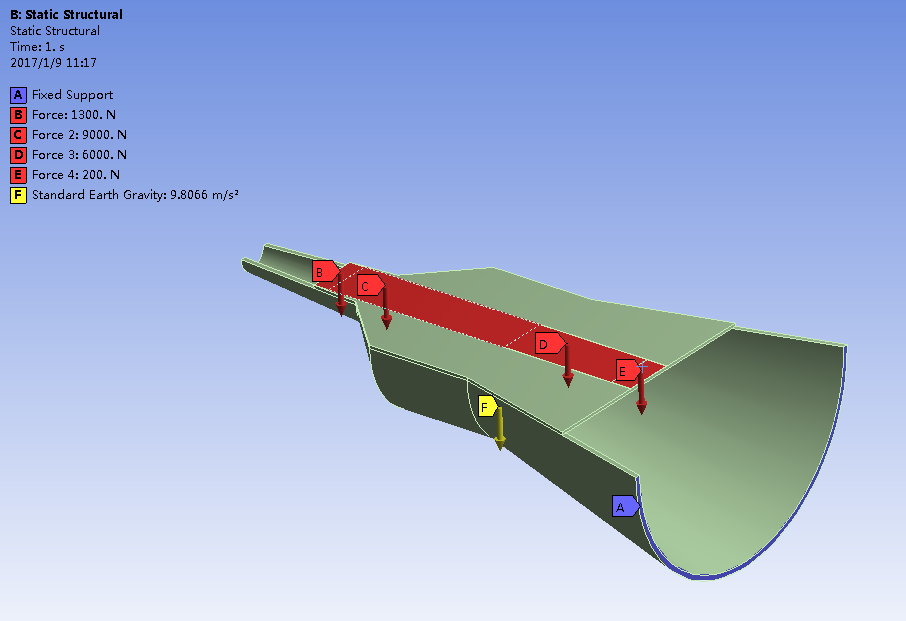 B: Static Structural
Static Structural
Time: 1. s
2017/1/9 11:17
A Fixed Support
B Force: 1300. N
C Force 2: 9000. N
D Force 3: 6000. N
E Force 4: 200. N
F Standard Earth Gravity: 9.8066 m/s²
B
C
D
E
F
A